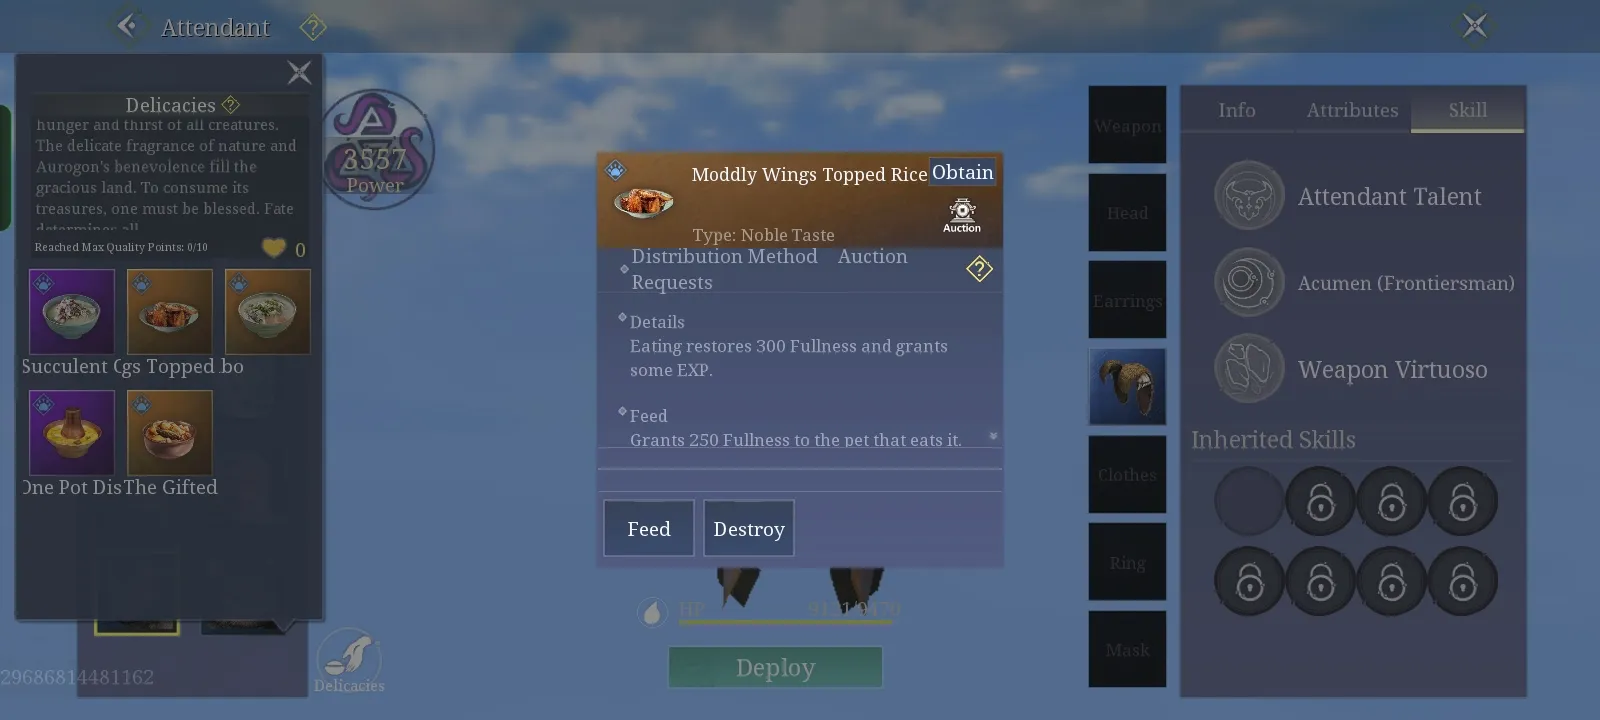 Attendant
Delicacies
hunger and thirst of all creatures.
The delicate fragrance of nature and
Aurogon's benevolence fill the
gracious land. To consume its
treasures, one must be blessed. Fate
determines all
Reached Max Quality Points: 0/10
0
Succulent C
gs Topped
bo
One Pot Dis
The Gifted
3557
Power
Moddly Wings Topped Rice
Obtain
Auction
Type: Noble Taste
Distribution Method Auction
Requests
Details
Eating restores 300 Fullness and grants
some EXP.
Feed
Grants 250 Fullness to the pet that eats it.
Feed
Destroy
HP
Deploy
29686814481162
Delicacies
Weapon
Head
Earrings
Clothes
Ring
Mask
Info
Attributes
Skill
Attendant Talent
Acumen (Frontiersman)
Weapon Virtuoso
Inherited Skills